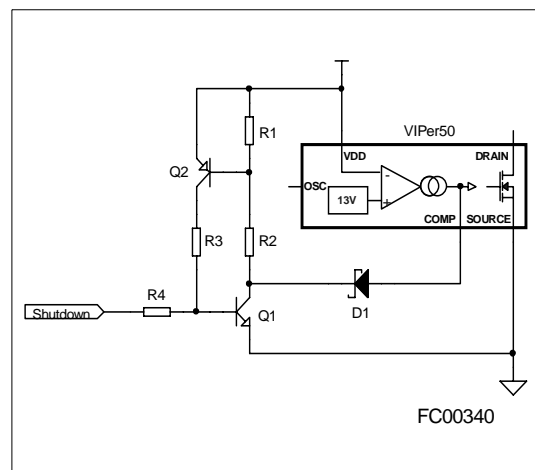 R1
VIPer50
Q2
VDD
DRAIN
OSC
-
13V
+
COMP SOURCE
R3
R2
R4
Shutdown
Q1
D1
FC00340